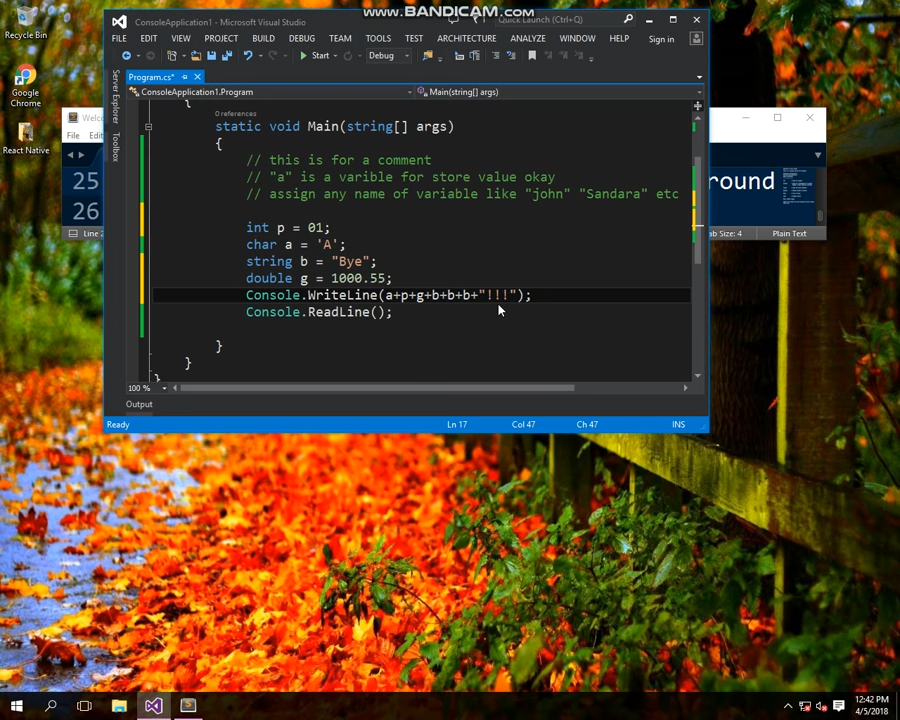 www.BANDICAM.com
Recycle Bin
Google Chrome
React Native
ConsoleApplication1 - Microsoft Visual Studio
Quick Launch (Ctrl+Q)
FILE EDIT VIEW PROJECT BUILD DEBUG TEAM TOOLS TEST ARCHITECTURE ANALYZE WINDOW HELP Sign in
Start Debug
Program.cs*
ConsoleApplication1.Program Main(string[] args)
Server Explorer
Toolbox
{
0 references
static void Main(string[] args)
{
// this is for a comment
// "a" is a varible for store value okay
// assign any name of variable like "john" "Sandara" etc
int p = 01;
char a = 'A';
string b = "Bye";
double g = 1000.55;
Console.WriteLine(a+p+g+b+b+b+"!!!");
Console.ReadLine();
}
}
}
100 %
Output
Ready Ln 17 Col 47 Ch 47 INS
Welc
File Edit
25
26
Line 2
round
ab Size: 4 Plain Text
12:42 PM
4/5/2018